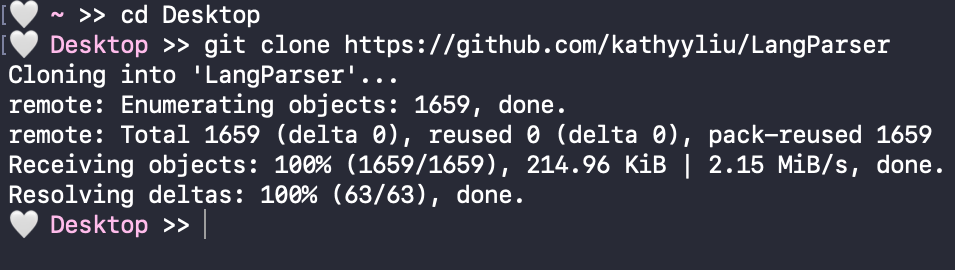 [🤍 ~ >> cd Desktop
[🤍 Desktop >> git clone https://github.com/kathyyliu/LangParser
Cloning into 'LangParser'...
remote: Enumerating objects: 1659, done.
remote: Total 1659 (delta 0), reused 0 (delta 0), pack-reused 1659
Receiving objects: 100% (1659/1659), 214.96 KiB | 2.15 MiB/s, done.
Resolving deltas: 100% (63/63), done.
🤍 Desktop >>